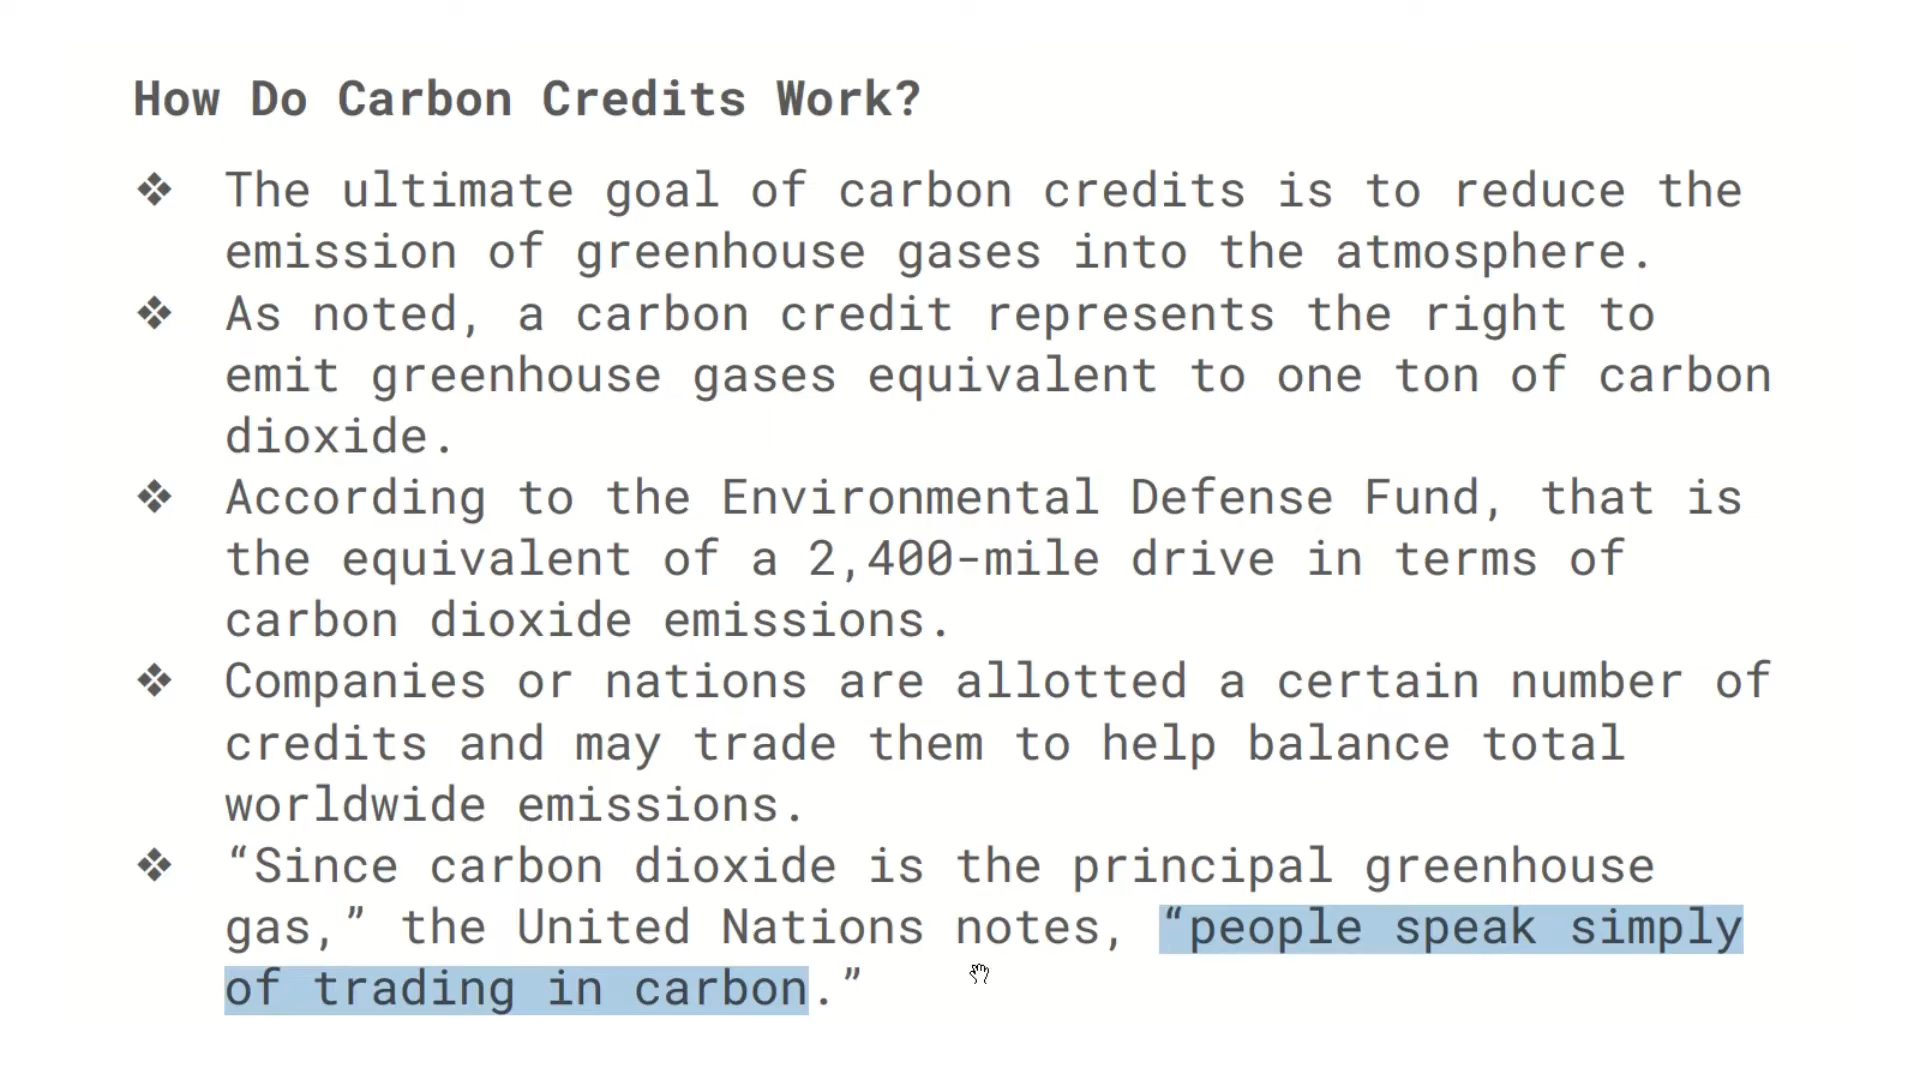 How Do Carbon Credits Work?
❖ The ultimate goal of carbon credits is to reduce the
emission of greenhouse gases into the atmosphere.
❖ As noted, a carbon credit represents the right to
emit greenhouse gases equivalent to one ton of carbon
dioxide.
❖ According to the Environmental Defense Fund, that is
the equivalent of a 2,400-mile drive in terms of
carbon dioxide emissions.
❖ Companies or nations are allotted a certain number of
credits and may trade them to help balance total
worldwide emissions.
❖ “Since carbon dioxide is the principal greenhouse
gas,” the United Nations notes, “people speak simply
of trading in carbon.”